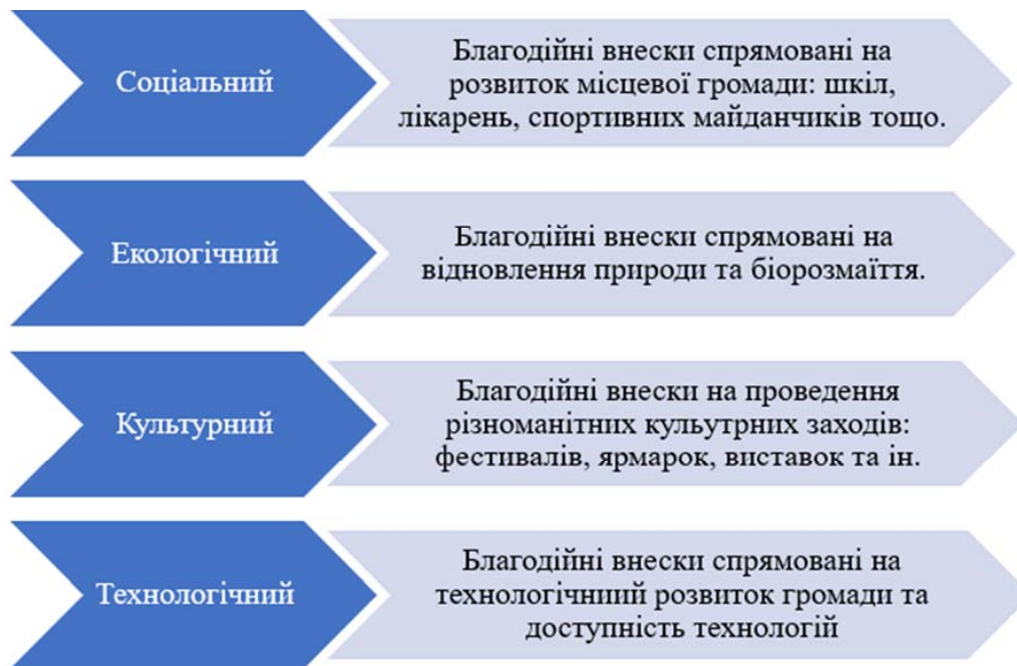 Соціальний
Благодійні внески спрямовані на
розвиток місцевої громади: шкіл,
лікарень, спортивних майданчиків тощо.
Екологічний
Благодійні внески спрямовані на
відновлення природи та біорозмаїття.
Культурний
Благодійні внески на проведення
різноманітних кульутрних заходів:
фестивалів, ярмарок, виставок та ін.
Технологічний
Благодійні внески спрямовані на
технологічниий розвиток громади та
доступність технологій